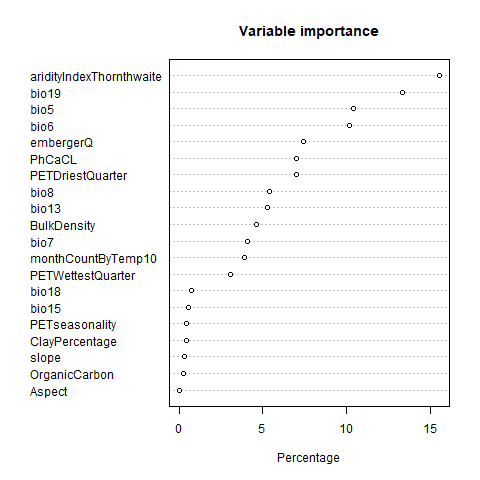 Variable importance
aridityIndexThornthwaite
bio19
bio5
bio6
embergerQ
PhCaCL
PETDriestQuarter
bio8
bio13
BulkDensity
bio7
monthCountByTemp10
PETWettestQuarter
bio18
bio15
PETseasonality
ClayPercentage
slope
OrganicCarbon
Aspect
0 5 10 15
Percentage